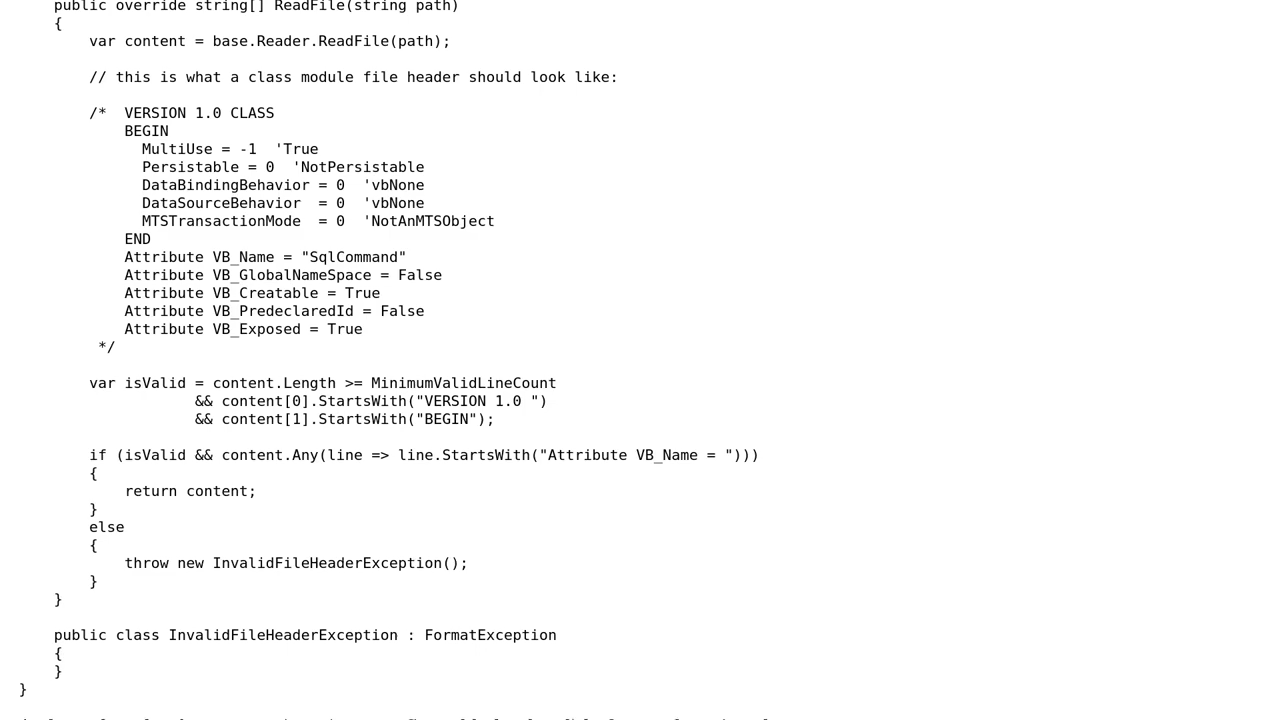 public override string[] ReadFile(string path)
    {
        var content = base.Reader.ReadFile(path);

        // this is what a class module file header should look like:

        /*  VERSION 1.0 CLASS
            BEGIN
              MultiUse = -1  'True
              Persistable = 0  'NotPersistable
              DataBindingBehavior = 0  'vbNone
              DataSourceBehavior  = 0  'vbNone
              MTSTransactionMode  = 0  'NotAnMTSObject
            END
            Attribute VB_Name = "SqlCommand"
            Attribute VB_GlobalNameSpace = False
            Attribute VB_Creatable = True
            Attribute VB_PredeclaredId = False
            Attribute VB_Exposed = True
         */

        var isValid = content.Length >= MinimumValidLineCount
                    && content[0].StartsWith("VERSION 1.0 ")
                    && content[1].StartsWith("BEGIN");

        if (isValid && content.Any(line => line.StartsWith("Attribute VB_Name = ")))
        {
            return content;
        }
        else
        {
            throw new InvalidFileHeaderException();
        }
    }

    public class InvalidFileHeaderException : FormatException
    {
    }
}